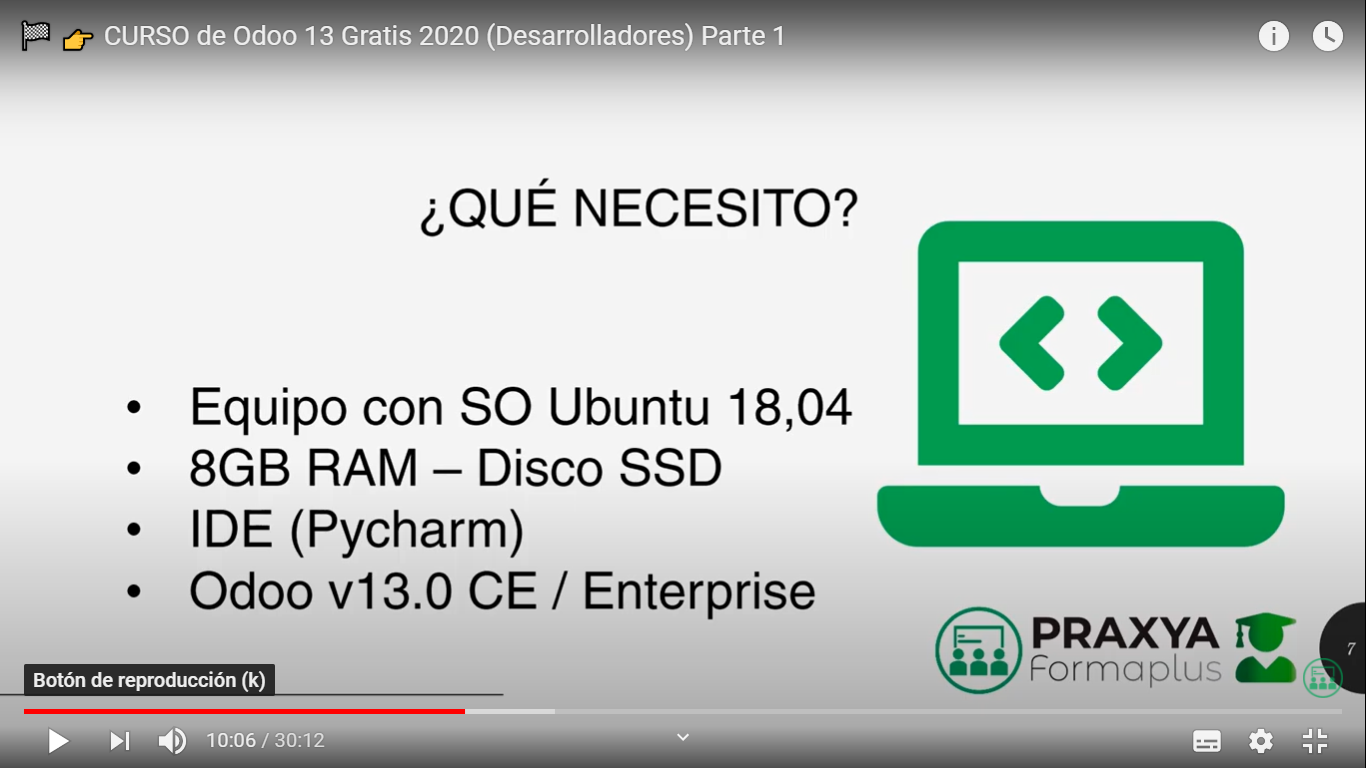 CURSO de Odoo 13 Gratis 2020 (Desarrolladores) Parte 1
¿QUÉ NECESITO?
• Equipo con SO Ubuntu 18,04
• 8GB RAM – Disco SSD
• IDE (Pycharm)
• Odoo v13.0 CE / Enterprise
PRAXYA
Formaplus
7
Botón de reproducción (k)
10:06 / 30:12